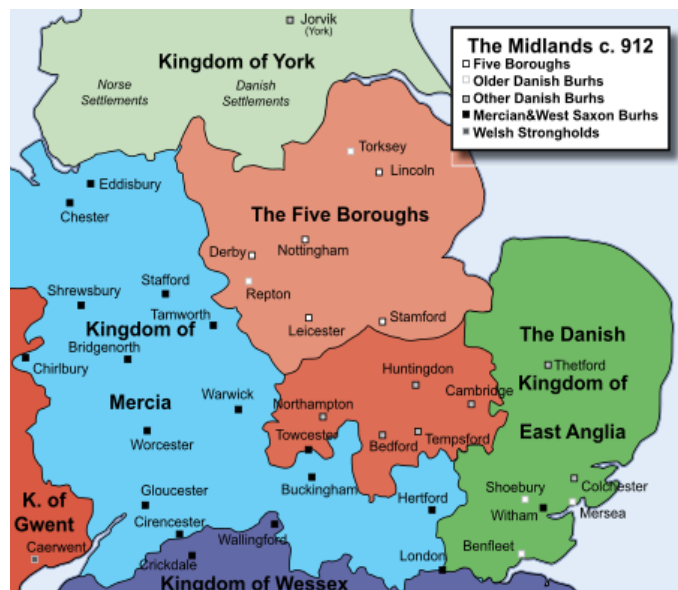 Jorvik
(York)
Kingdom of York
Norse
Settlements
Danish
Settlements
The Midlands c. 912
Five Boroughs
Older Danish Burhs
Other Danish Burhs
Mercian&West Saxon Burhs
Welsh Strongholds
Torksey
Lincoln
Eddisbury
Chester
The Five Boroughs
Derby
Nottingham
Repton
Stafford
Shrewsbury
Tamworth
Leicester
Stamford
Kingdom of
Bridgenorth
Chirlbury
The Danish
Thetford
Huntingdon
Kingdom of
Cambridge
Warwick
Mercia
Northampton
Towcester
Bedford
Tempsford
East Anglia
Worcester
Buckingham
Gloucester
Hertford
Shoebury
Colchester
Witham
Mersea
K. of
Gwent
Cirencester
Wallingford
Caerwent
Crickdale
London
Benfleet
Kingdom of Wessex